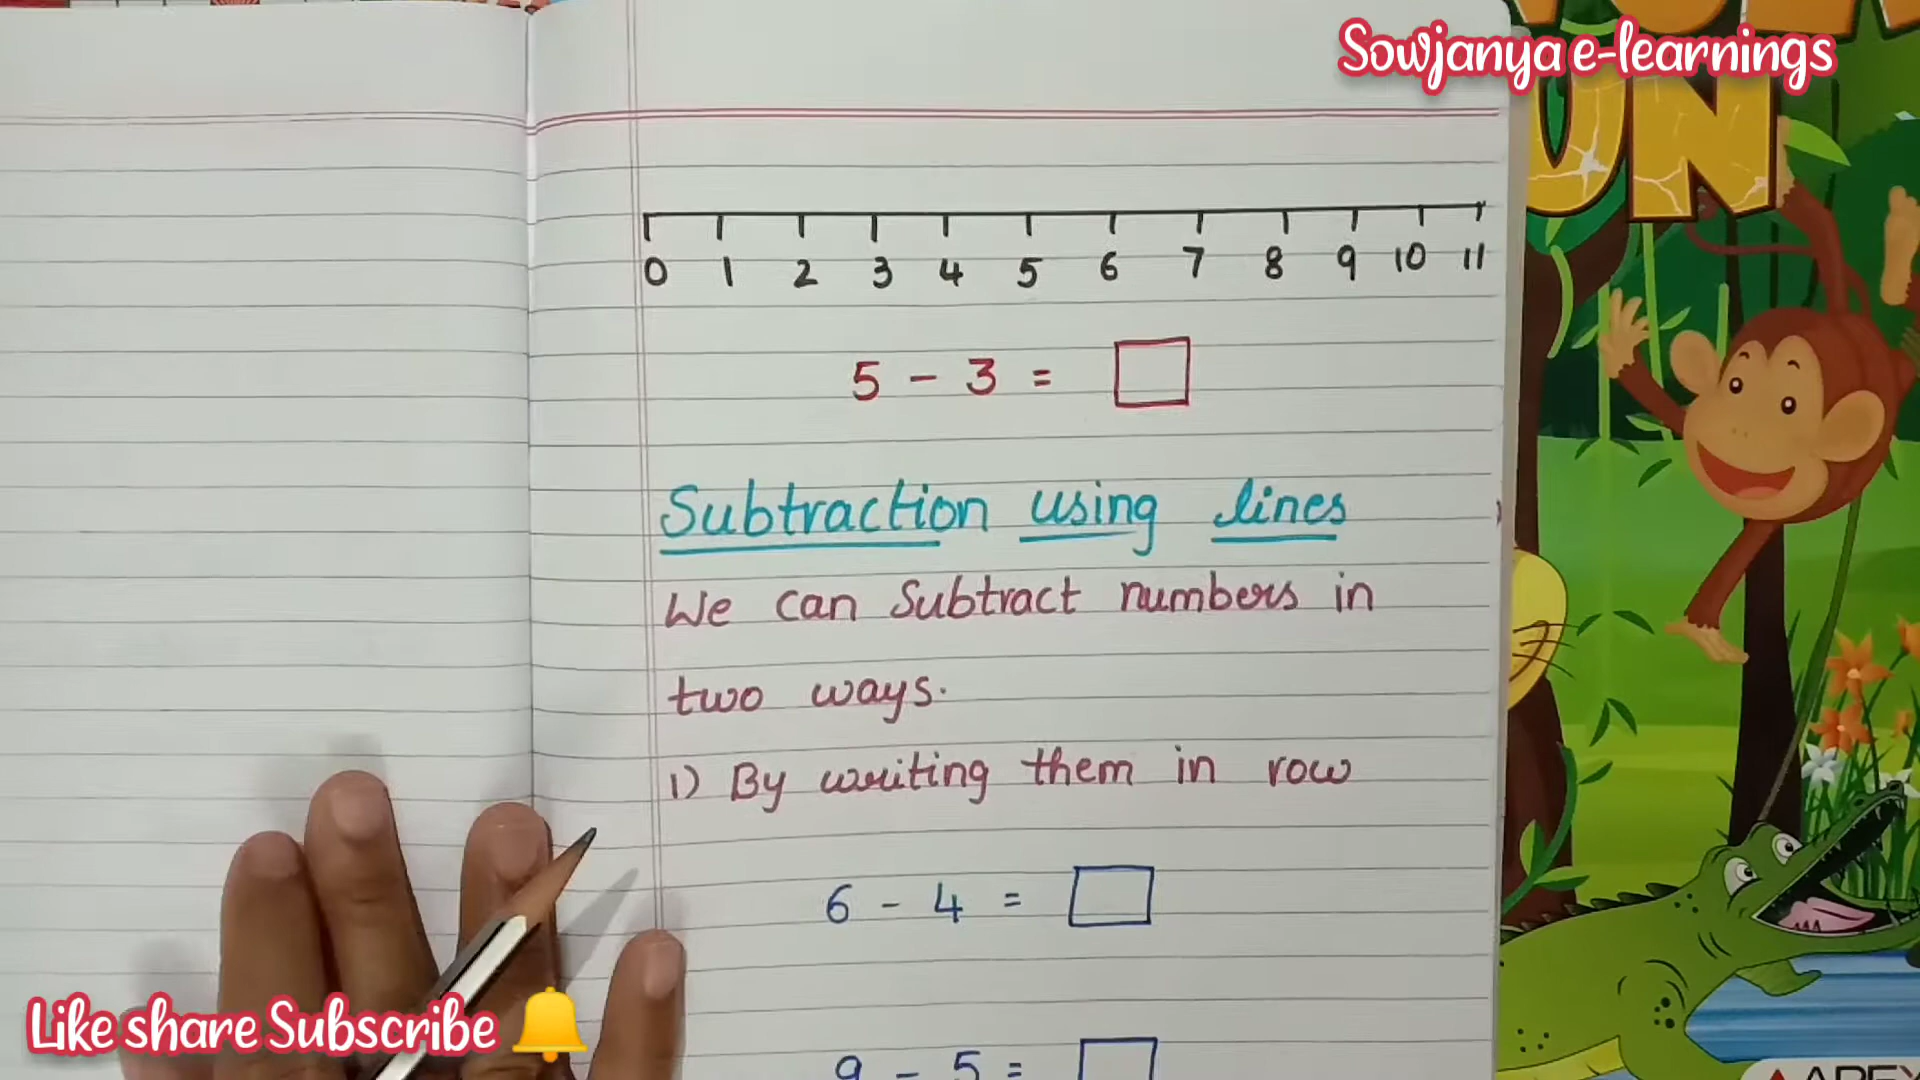 Sowjanya e-learnings
UN
0 1 2 3 4 5 6 7 8 9 10 11
5 - 3 =
Subtraction using lines
We can Subtract numbers in
two ways.
1) By writing them in row
6 - 4 =
9 - 5 =
Like share Subscribe
APEX